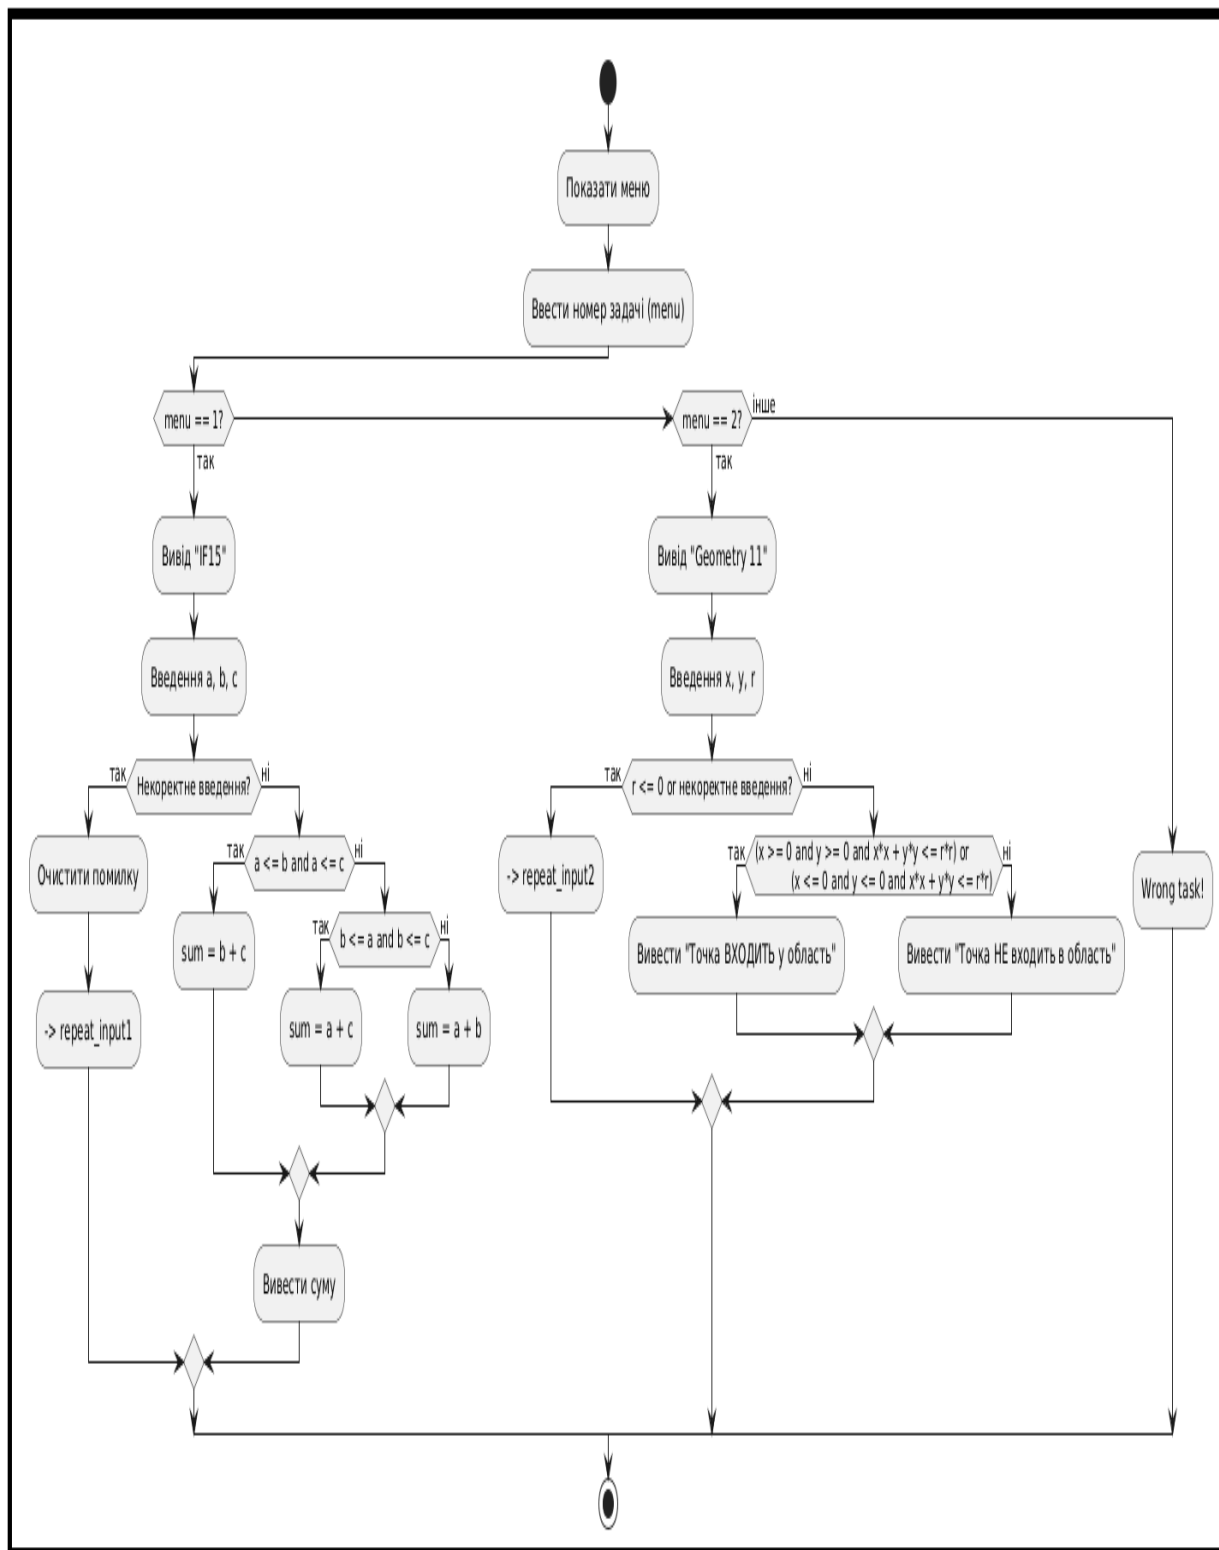 Показати меню
Ввести номер задачі (menu)
menu == 1?
menu == 2?
інше
так
так
Вивід "IF15"
Вивід "Geometry 11"
Введення a, b, c
Введення x, y, r
так
Некоректне введення?
ні
так
r <= 0 or некоректне введення?
ні
Очистити помилку
так
a <= b and a <= c
ні
-> repeat_input2
так
(x >= 0 and y >= 0 and x*x + y*y <= r*r) or
(x <= 0 and y <= 0 and x*x + y*y <= r*r)
ні
Wrong task!
sum = b + c
так
b <= a and b <= c
ні
Вивести "Точка ВХОДИТЬ у область"
Вивести "Точка НЕ входить в область"
-> repeat_input1
sum = a + c
sum = a + b
Вивести суму